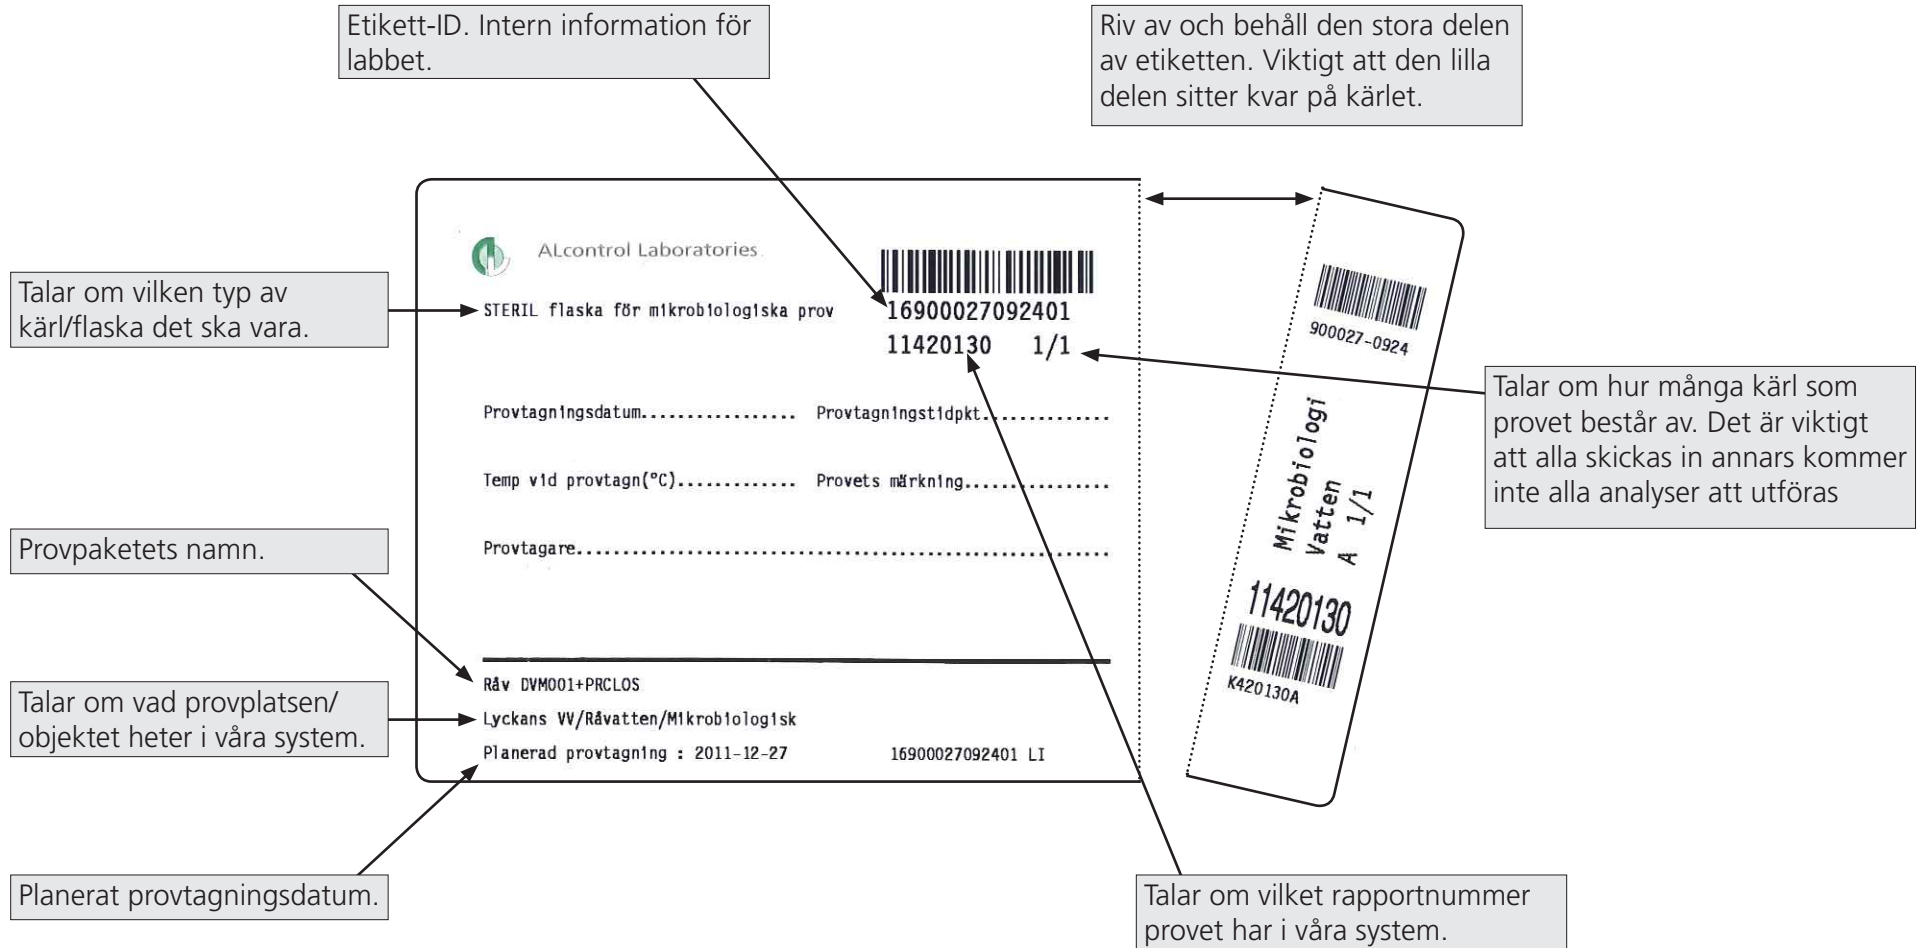 Etikett-ID. Intern information för
labbet.
Riv av och behåll den stora delen
av etiketten. Viktigt att den lilla
delen sitter kvar på kärlet.
ALcontrol Laboratories
Talar om vilken typ av
kärl/flaska det ska vara.
STERIL flaska för mikrobiologiska prov
16900027092401
11420130 1/1
900027-0924
Talar om hur många kärl som
provet består av. Det är viktigt
att alla skickas in annars kommer
inte alla analyser att utföras
Provtagningsdatum................ Provtagningstidpkt.............
Temp vid provtagn(°C)............. Provets märkning...............
Provtagare......................................................
Mikrobiologi
Vatten
A 1/1
11420130
K420130A
Provpaketets namn.
Råv DVM001+PRCLOS
Talar om vad provplatsen/
objektet heter i våra system.
Lyckans VV/Råvatten/Mikrobiologisk
Planerad provtagning : 2011-12-27 16900027092401 LI
Planerat provtagningsdatum.
Talar om vilket rapportnummer
provet har i våra system.